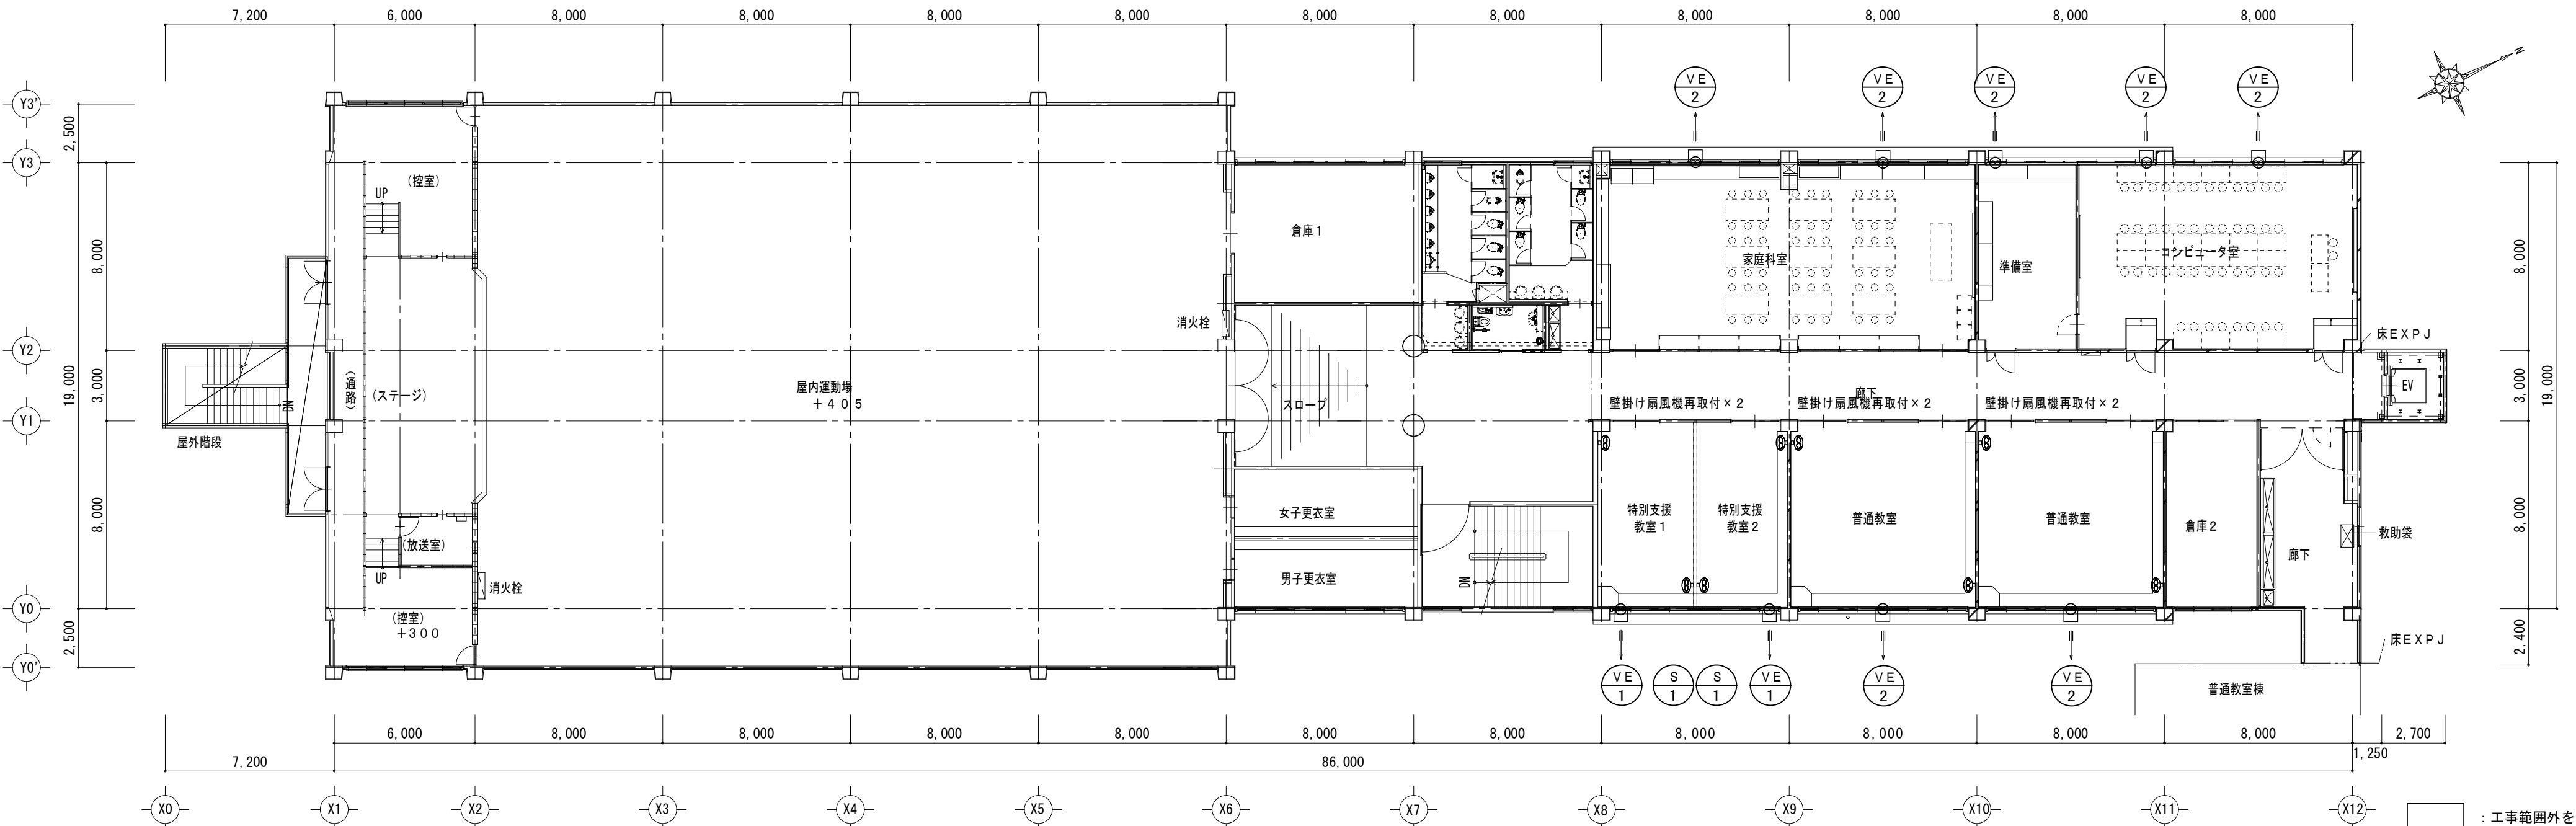 7,200 6,000 8,000 8,000 8,000 8,000 8,000 8,000 8,000 8,000 8,000 8,000
N
VE 2 VE 2 VE 2 VE 2 VE 2
Y3'
2,500
Y3
8,000
Y2
3,000
19,000
Y1
8,000
Y0
2,500
Y0'
(控室)
UP
倉庫1
家庭科室
準備室
コンピュータ室
消火栓
床EXPJ
(通路)
(ステージ)
屋内運動場
+405
スロープ
廊下
EV
DN
屋外階段
壁掛け扇風機再取付×2
壁掛け扇風機再取付×2
壁掛け扇風機再取付×2
女子更衣室
男子更衣室
DN
特別支援
教室1
特別支援
教室2
普通教室
普通教室
倉庫2
廊下
救助袋
(放送室)
UP
消火栓
(控室)
+300
床EXPJ
普通教室棟
8,000
3,000
19,000
8,000
2,400
VE 1 S 1 S 1 VE 1 VE 2 VE 2
6,000 8,000 8,000 8,000 8,000 8,000 8,000 8,000 8,000 8,000 8,000 2,700
7,200 86,000 1,250
X0 X1 X2 X3 X4 X5 X6 X7 X8 X9 X10 X11 X12
:工事範囲外を